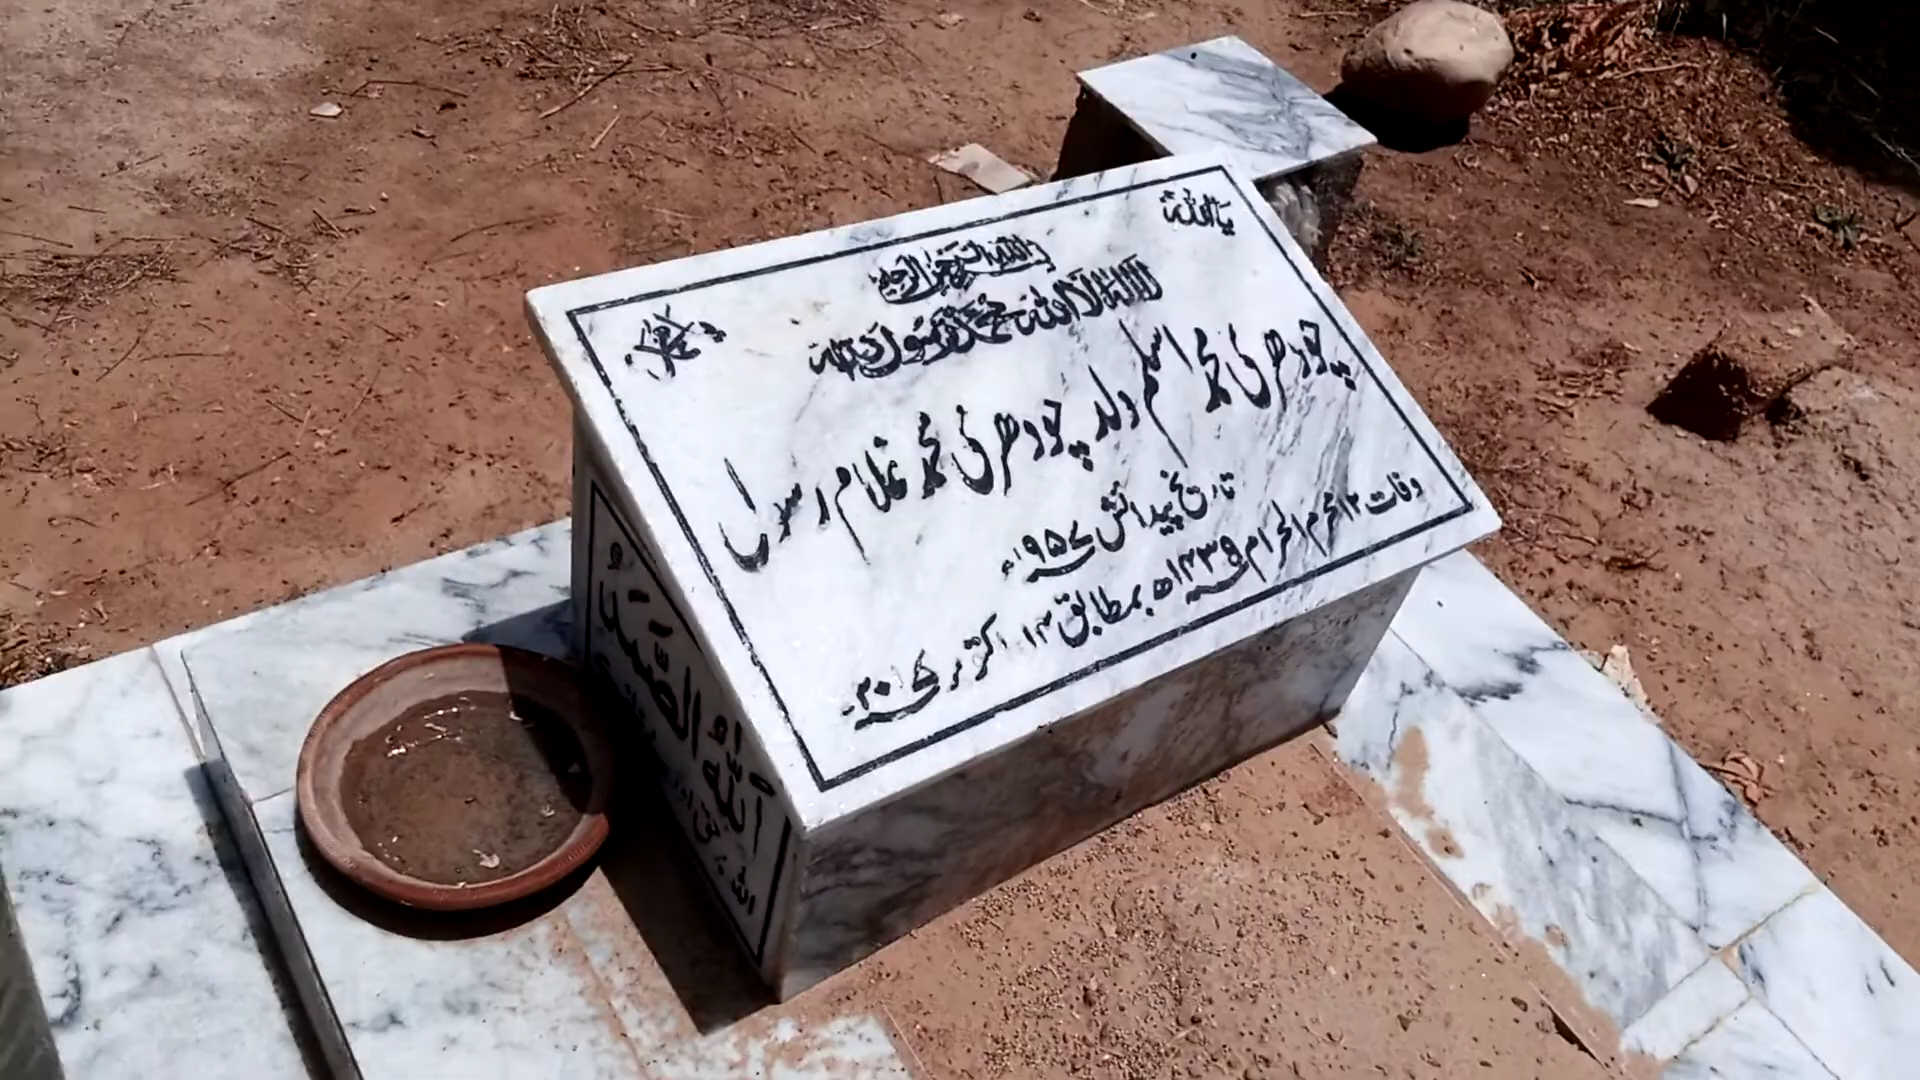 یا اللہ
یا محمد
بسم اللہ الرحمن الرحیم
لا الہ الا اللہ محمد رسول اللہ
چودھری محمد اسلم ولد چودھری محمد غلام رسول
تاریخ پیدائش ۱۹۵۷ء
وفات ۲۲ محرم الحرام ۱۴۳۹ھ بمطابق ۱۳ اکتوبر ۲۰۱۷ء
اللہ الصمد